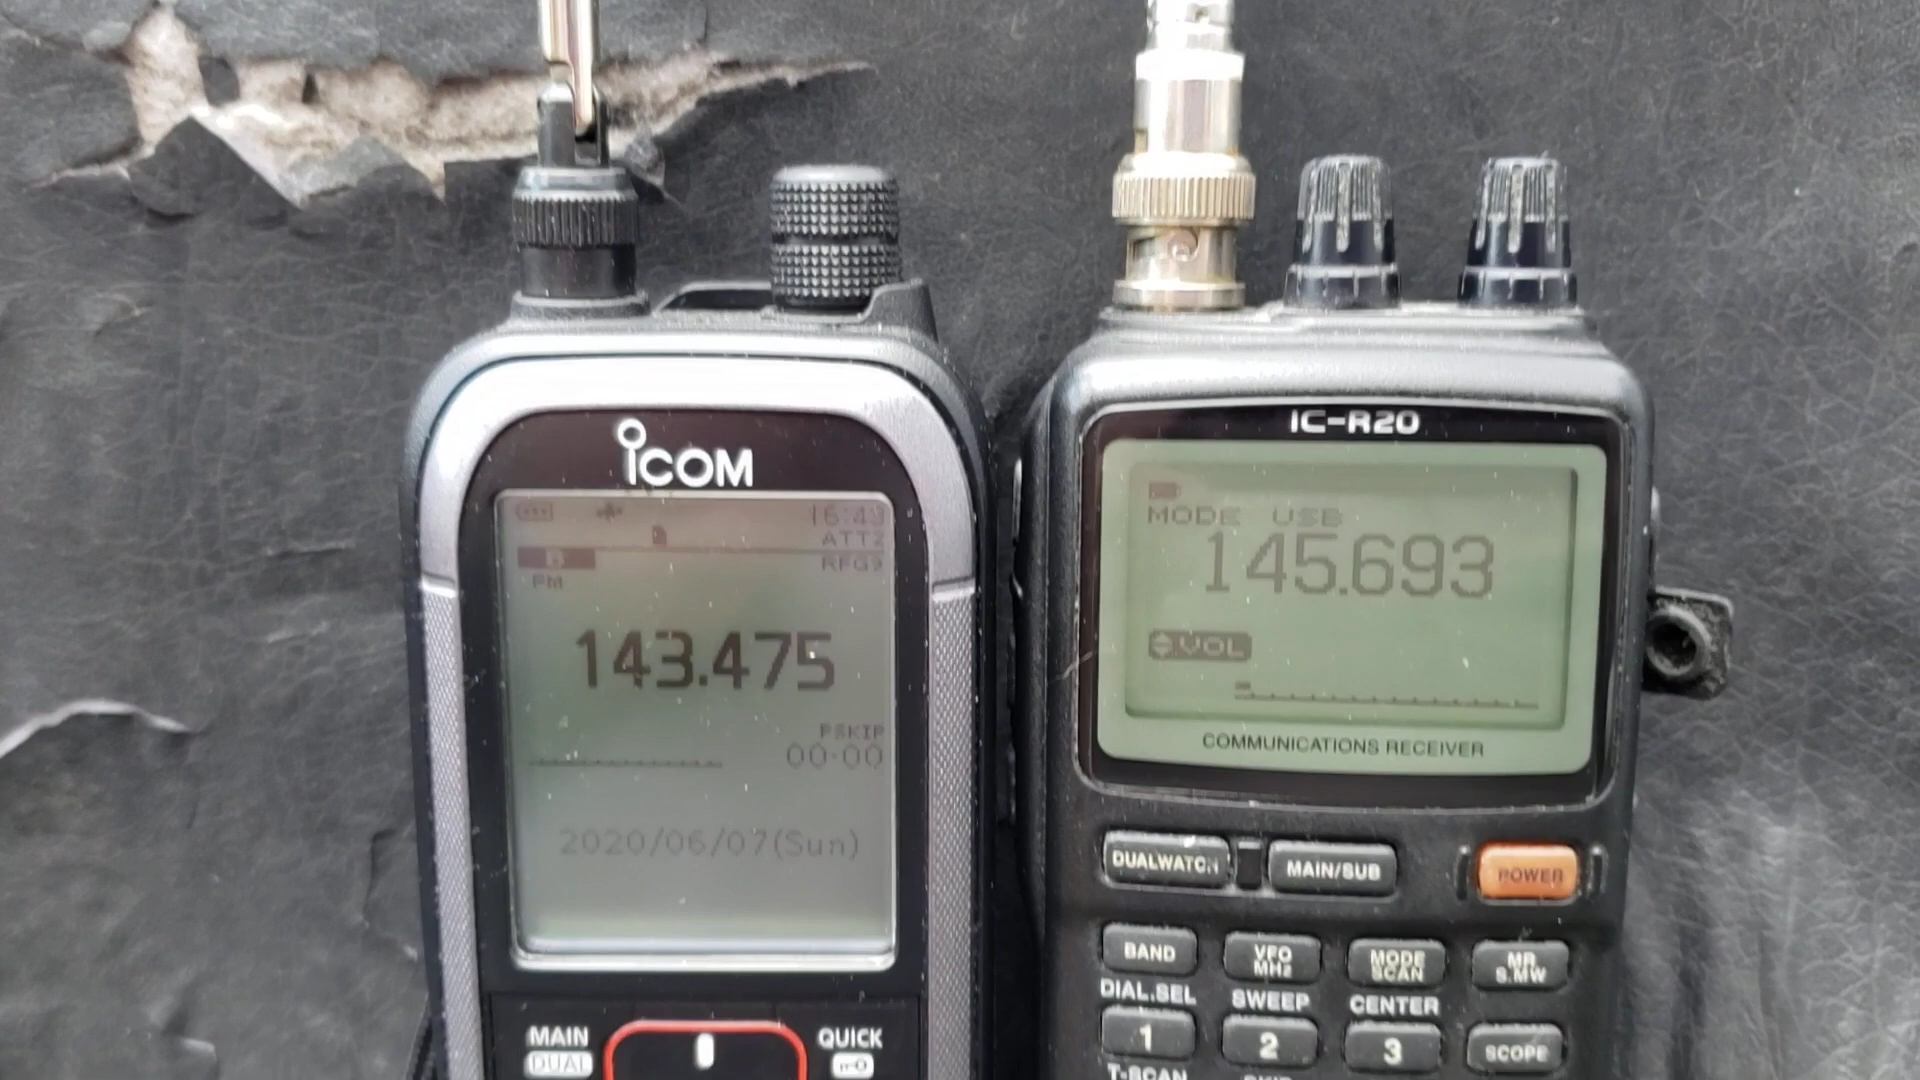 iCOM
16:43
ATT2
RFG?
FM
143.475
PSKIP
00-00
2020/06/07(Sun)
MAIN
DUAL
QUICK
IC-R20
MODE USB
145.693
VOL
COMMUNICATIONS RECEIVER
DUALWATCH
MAIN/SUB
POWER
BAND
VFO
MHz
MODE
SCAN
MR
S.MW
DIAL.SEL
SWEEP
CENTER
1
2
3
SCOPE
T-SCAN
SKIP